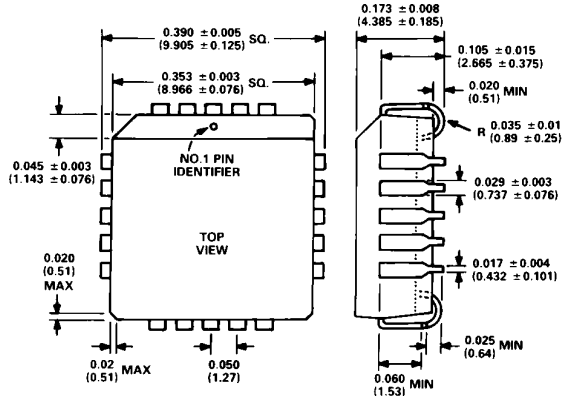 0.390 ± 0.005
(9.905 ± 0.125) SQ.
0.353 ± 0.003
(8.966 ± 0.076) SQ.
0.173 ± 0.008
(4.385 ± 0.185)
0.105 ± 0.015
(2.665 ± 0.375)
0.020
(0.51) MIN
R 0.035 ± 0.01
(0.89 ± 0.25)
0.045 ± 0.003
(1.143 ± 0.076)
NO.1 PIN
IDENTIFIER
0.029 ± 0.003
(0.737 ± 0.076)
TOP
VIEW
0.020
(0.51)
MAX
0.017 ± 0.004
(0.432 ± 0.101)
0.02
(0.51) MAX
0.050
(1.27)
0.025
(0.64) MIN
0.060
(1.53) MIN